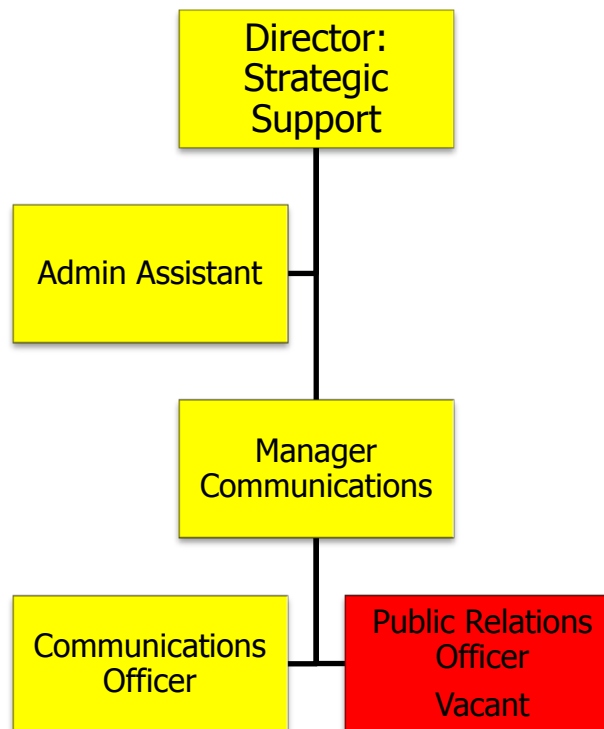 Director:
Strategic
Support
Admin Assistant
Manager
Communications
Communications
Officer
Public Relations
Officer
Vacant